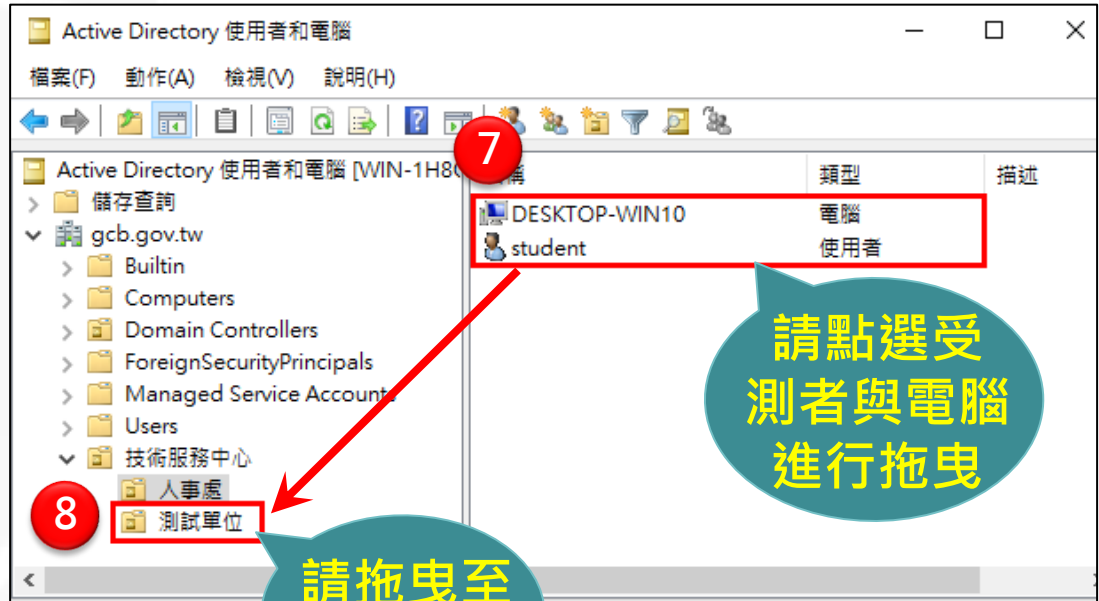 Active Directory 使用者和電腦
檔案(F) 動作(A) 檢視(V) 說明(H)
7
Active Directory 使用者和電腦 [WIN-1H8
稱 類型 描述
儲存查詢
DESKTOP-WIN10 電腦
gcb.gov.tw
student 使用者
Builtin
Computers
Domain Controllers
ForeignSecurityPrincipals
Managed Service Accounts
Users
技術服務中心
人事處
8
測試單位
請點選受
測者與電腦
進行拖曳
請拖曳至